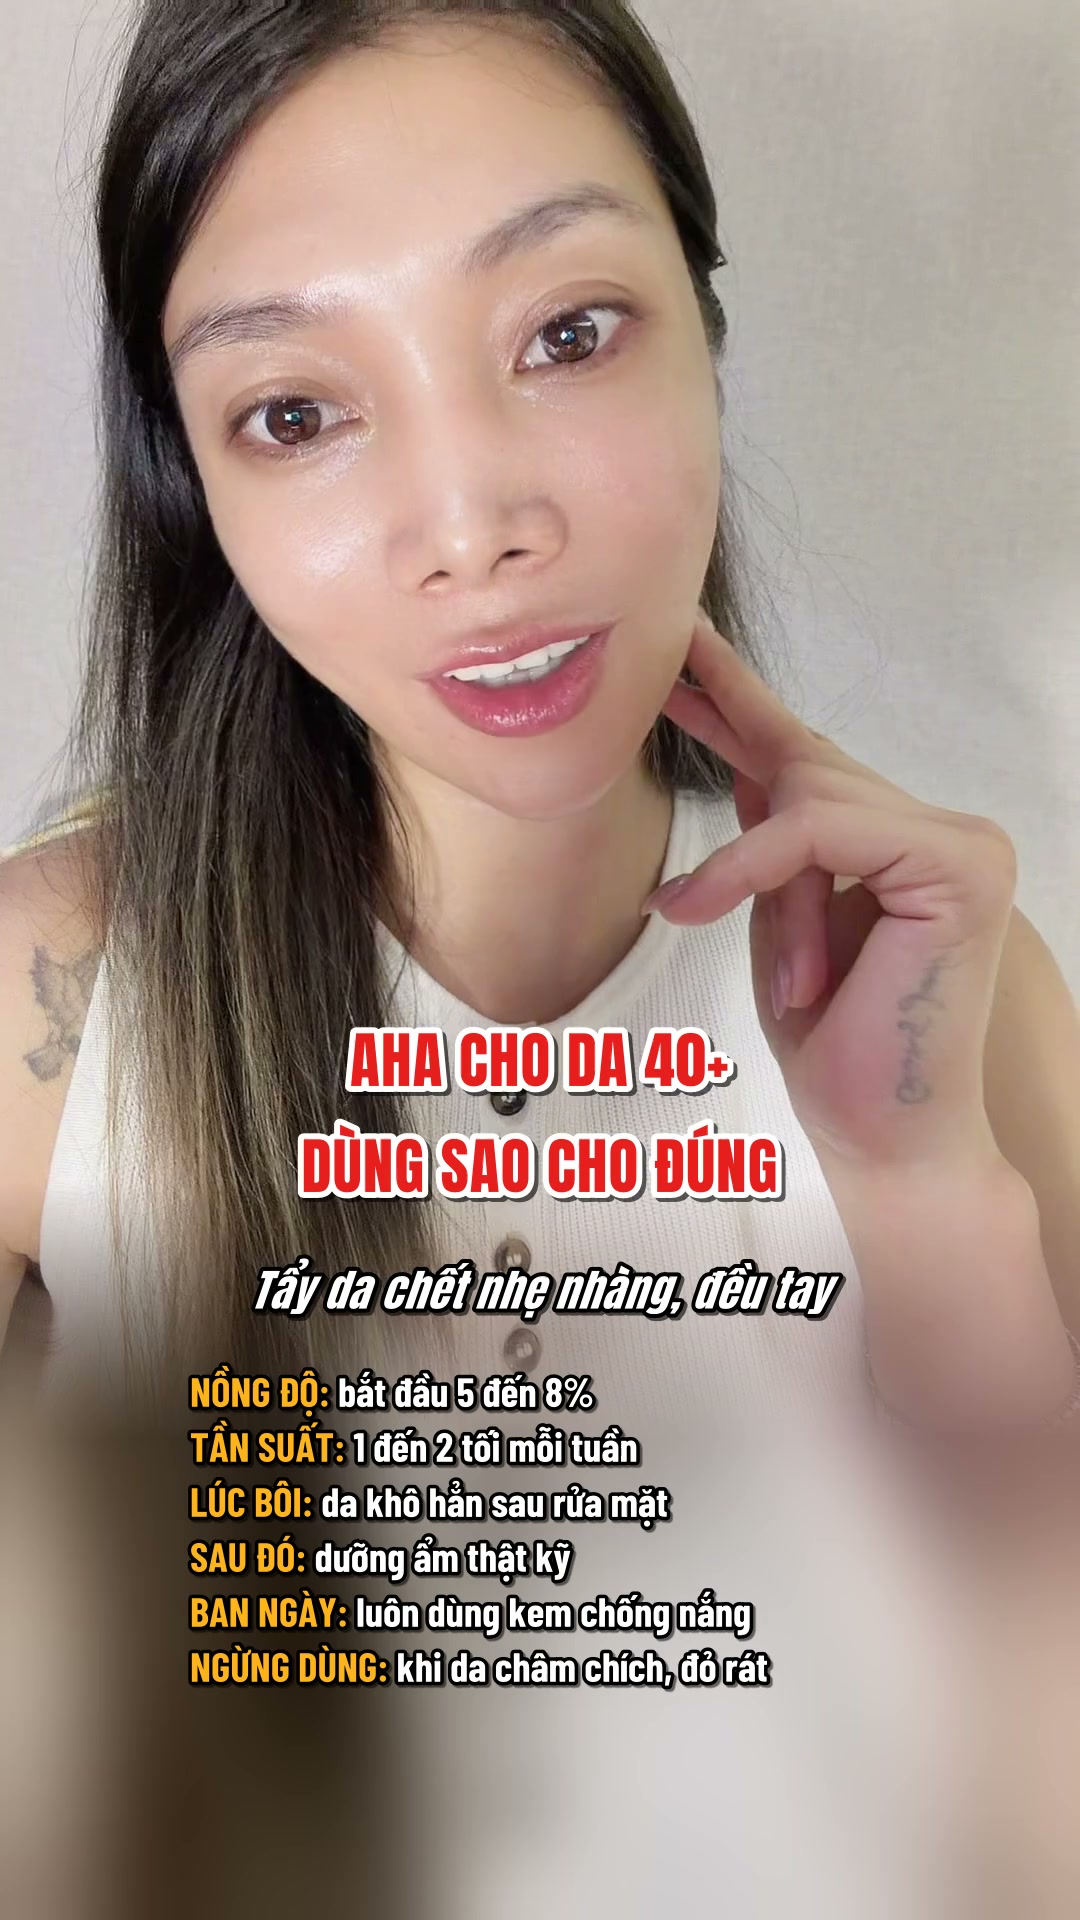 AHA CHO DA 40+
DÙNG SAO CHO ĐÚNG
Tẩy da chết nhẹ nhàng, đều tay
NỒNG ĐỘ: bắt đầu 5 đến 8%
TẦN SUẤT: 1 đến 2 tối mỗi tuần
LÚC BÔI: da khô hẳn sau rửa mặt
SAU ĐÓ: dưỡng ẩm thật kỹ
BAN NGÀY: luôn dùng kem chống nắng
NGỪNG DÙNG: khi da châm chích, đỏ rát